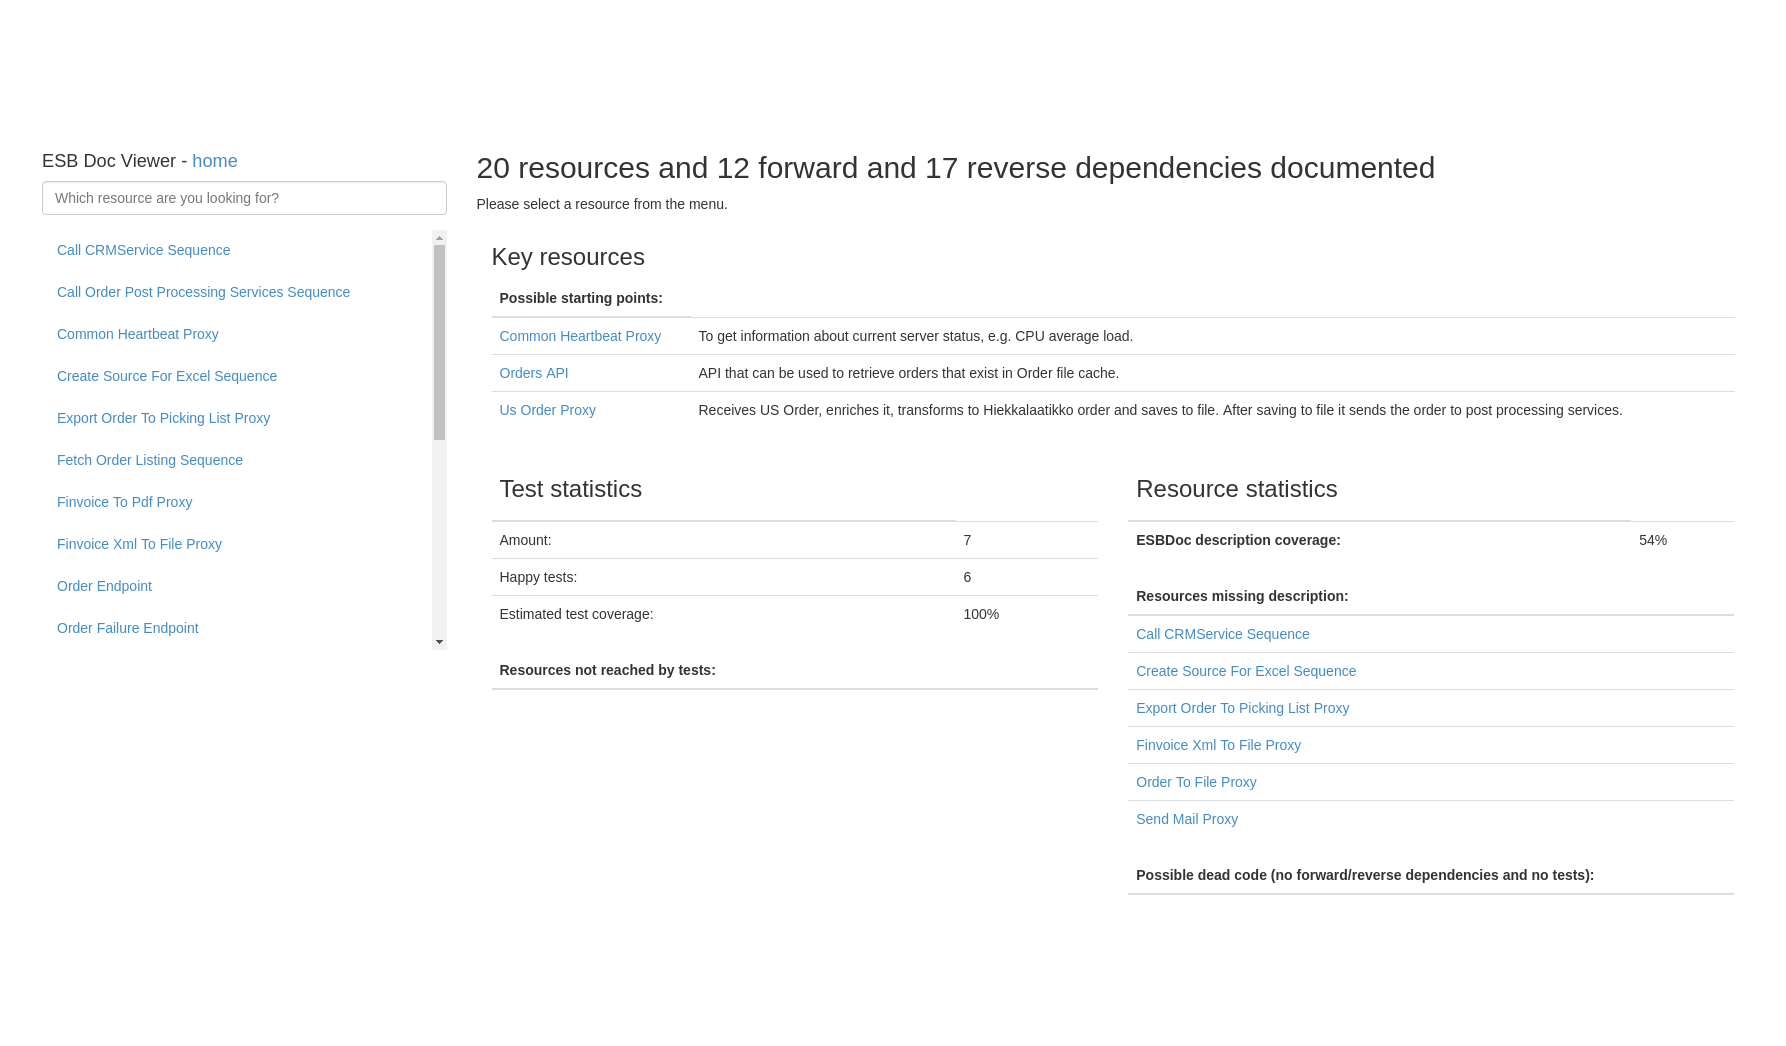 ESB Doc Viewer - home
Which resource are you looking for?
Call CRMService Sequence
Call Order Post Processing Services Sequence
Common Heartbeat Proxy
Create Source For Excel Sequence
Export Order To Picking List Proxy
Fetch Order Listing Sequence
Finvoice To Pdf Proxy
Finvoice Xml To File Proxy
Order Endpoint
Order Failure Endpoint
20 resources and 12 forward and 17 reverse dependencies documented
Please select a resource from the menu.
Key resources
Possible starting points:
Common Heartbeat Proxy To get information about current server status, e.g. CPU average load.
Orders API API that can be used to retrieve orders that exist in Order file cache.
Us Order Proxy Receives US Order, enriches it, transforms to Hiekkalaatikko order and saves to file. After saving to file it sends the order to post processing services.
Test statistics
Amount: 7
Happy tests: 6
Estimated test coverage: 100%
Resources not reached by tests:
Resource statistics
ESBDoc description coverage: 54%
Resources missing description:
Call CRMService Sequence
Create Source For Excel Sequence
Export Order To Picking List Proxy
Finvoice Xml To File Proxy
Order To File Proxy
Send Mail Proxy
Possible dead code (no forward/reverse dependencies and no tests):